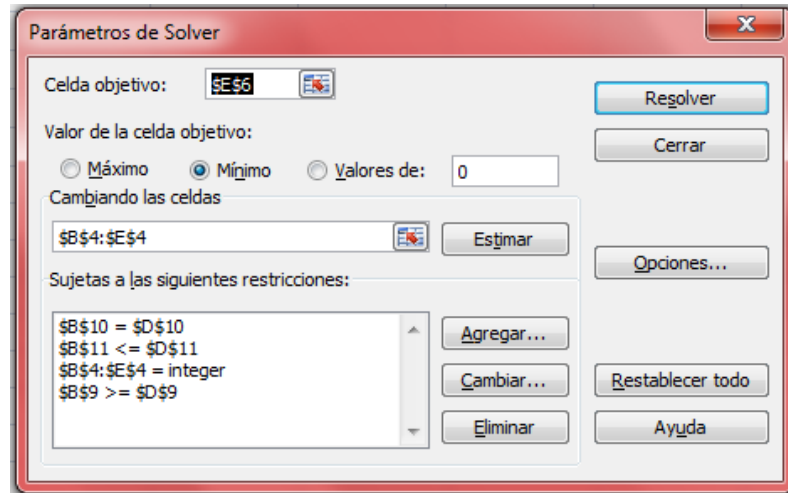 Parámetros de Solver
Celda objetivo: $E$6
Valor de la celda objetivo:
Máximo Mínimo Valores de: 0
Cambiando las celdas
$B$4:$E$4
Estimar
Sujetas a las siguientes restricciones:
$B$10 = $D$10
$B$11 <= $D$11
$B$4:$E$4 = integer
$B$9 >= $D$9
Agregar...
Cambiar...
Eliminar
Resolver
Cerrar
Opciones...
Restablecer todo
Ayuda